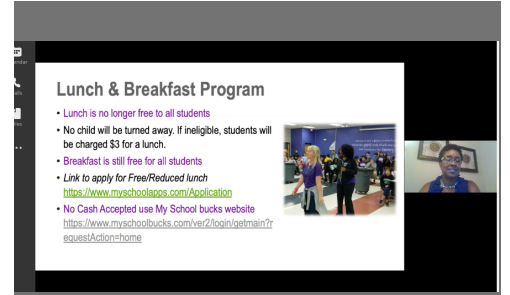 Lunch & Breakfast Program
• Lunch is no longer free to all students
• No child will be turned away. If ineligible, students will
be charged $3 for a lunch.
• Breakfast is still free for all students
• Link to apply for Free/Reduced lunch
https://www.myschoolapps.com/Application
• No Cash Accepted use My School bucks website
https://www.myschoolbucks.com/ver2/login/getmain?r
equestAction=home